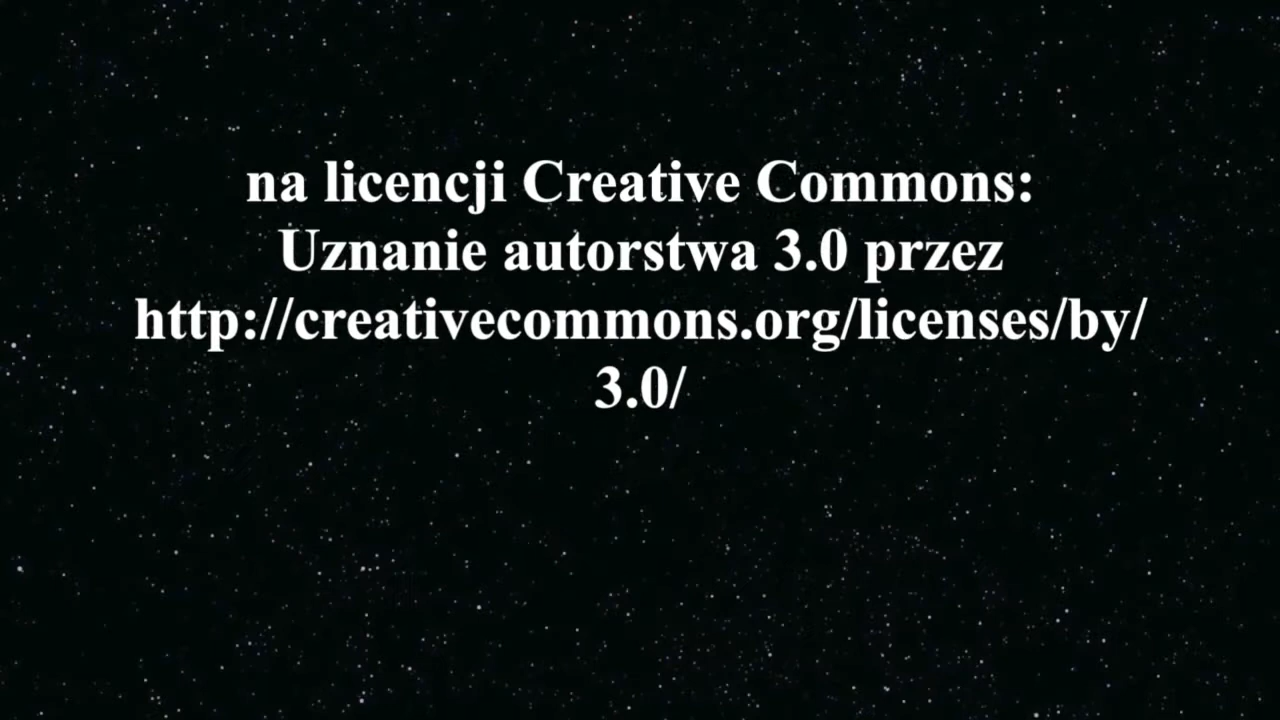 na licencji Creative Commons:
Uznanie autorstwa 3.0 przez
http://creativecommons.org/licenses/by/
3.0/